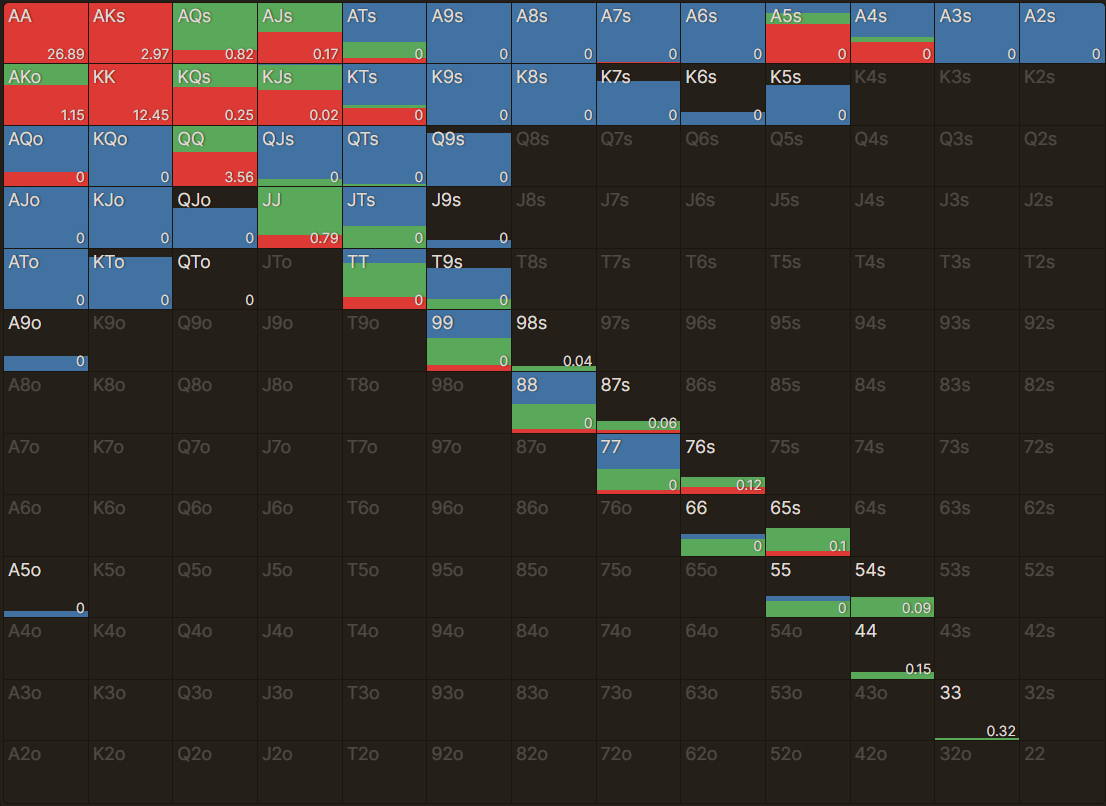 AA AKs AQs AJs ATs A9s A8s A7s A6s A5s A4s A3s A2s
26.89 2.97 0.82 0.17 0 0 0 0 0 0 0 0 0
AKo KK KQs KJs KTs K9s K8s K7s K6s K5s K4s K3s K2s
1.15 12.45 0.25 0.02 0 0 0 0 0 0
AQo KQo QQ QJs QTs Q9s Q8s Q7s Q6s Q5s Q4s Q3s Q2s
0 0 3.56 0 0 0
AJo KJo QJo JJ JTs J9s J8s J7s J6s J5s J4s J3s J2s
0 0 0 0.79 0 0
ATo KTo QTo JTo TT T9s T8s T7s T6s T5s T4s T3s T2s
0 0 0 0 0
A9o K9o Q9o J9o T9o 99 98s 97s 96s 95s 94s 93s 92s
0 0 0.04
A8o K8o Q8o J8o T8o 98o 88 87s 86s 85s 84s 83s 82s
0 0.06
A7o K7o Q7o J7o T7o 97o 87o 77 76s 75s 74s 73s 72s
0 0.12
A6o K6o Q6o J6o T6o 96o 86o 76o 66 65s 64s 63s 62s
0 0.1
A5o K5o Q5o J5o T5o 95o 85o 75o 65o 55 54s 53s 52s
0 0 0.09
A4o K4o Q4o J4o T4o 94o 84o 74o 64o 54o 44 43s 42s
0.15
A3o K3o Q3o J3o T3o 93o 83o 73o 63o 53o 43o 33 32s
0.32
A2o K2o Q2o J2o T2o 92o 82o 72o 62o 52o 42o 32o 22